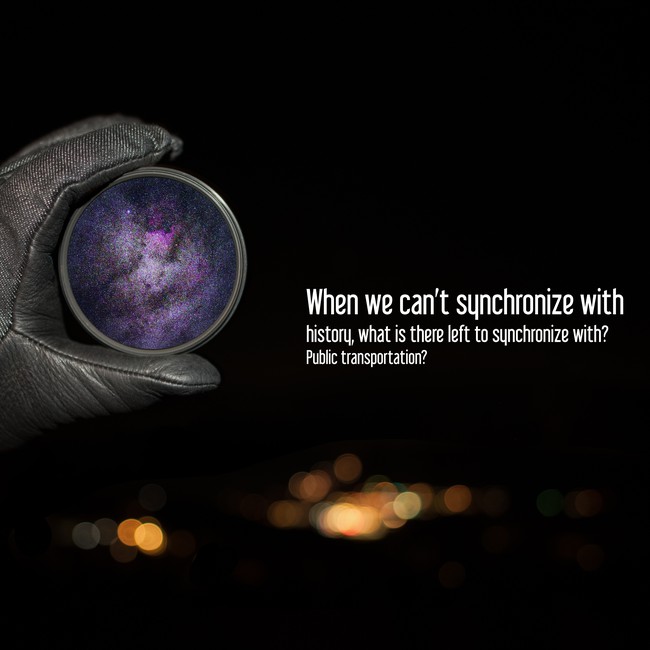 When we can't synchronize with
history, what is there left to synchronize with?
Public transportation?